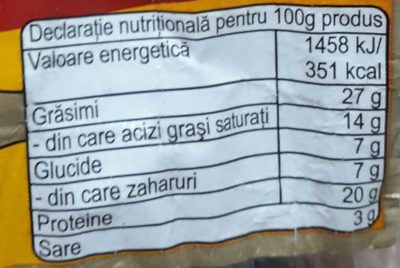 Declarație nutrițională pentru 100g produs
Valoare energetică 1458 kJ/
351 kcal
Grăsimi 27 g
- din care acizi grași saturați 14 g
Glucide 7 g
- din care zaharuri 7 g
Proteine 20 g
Sare 3 g